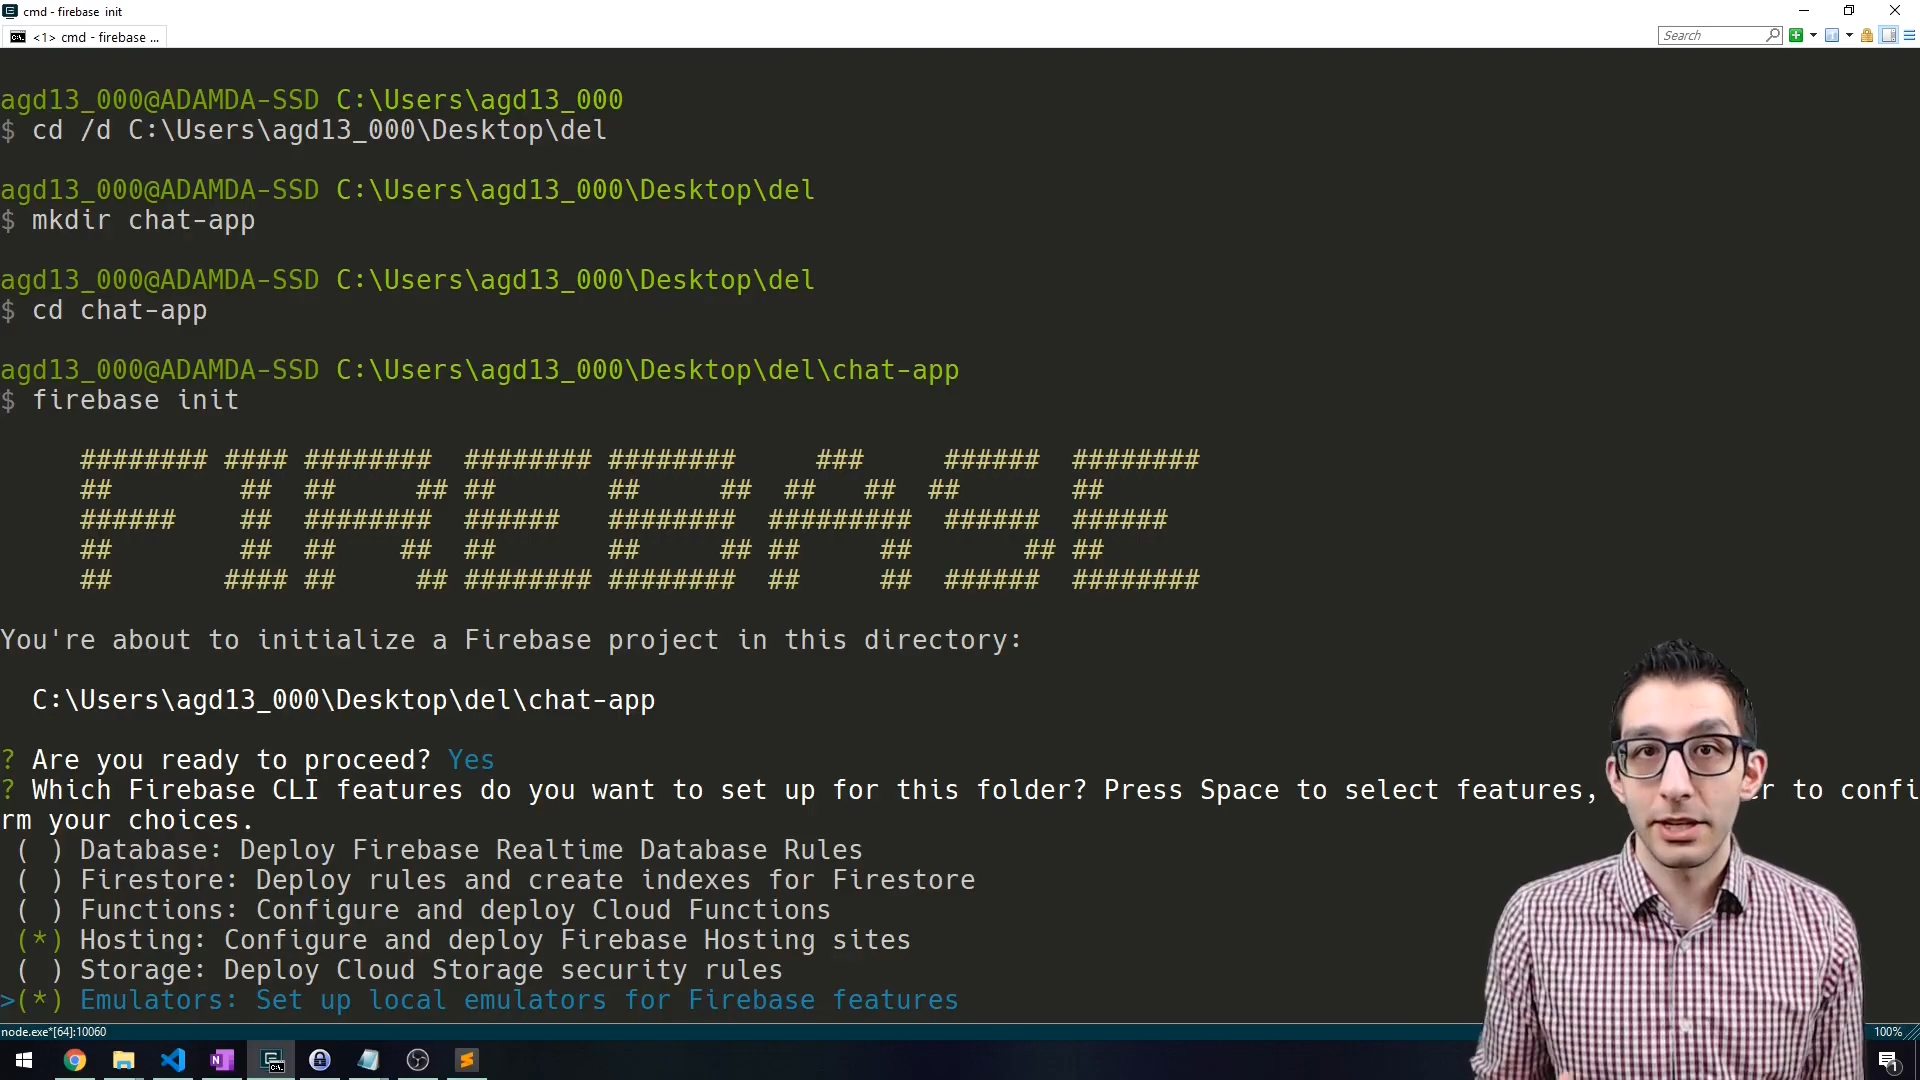 cmd - firebase init
<1> cmd - firebase ...
Search
agd13_000@ADAMDA-SSD C:\Users\agd13_000
$ cd /d C:\Users\agd13_000\Desktop\del
agd13_000@ADAMDA-SSD C:\Users\agd13_000\Desktop\del
$ mkdir chat-app
agd13_000@ADAMDA-SSD C:\Users\agd13_000\Desktop\del
$ cd chat-app
agd13_000@ADAMDA-SSD C:\Users\agd13_000\Desktop\del\chat-app
$ firebase init
FIREBASE
You're about to initialize a Firebase project in this directory:
C:\Users\agd13_000\Desktop\del\chat-app
? Are you ready to proceed? Yes
? Which Firebase CLI features do you want to set up for this folder? Press Space to select features, to confi
rm your choices.
( ) Database: Deploy Firebase Realtime Database Rules
( ) Firestore: Deploy rules and create indexes for Firestore
( ) Functions: Configure and deploy Cloud Functions
(*) Hosting: Configure and deploy Firebase Hosting sites
( ) Storage: Deploy Cloud Storage security rules
>(*) Emulators: Set up local emulators for Firebase features
node.exe*[64]:10060
100%